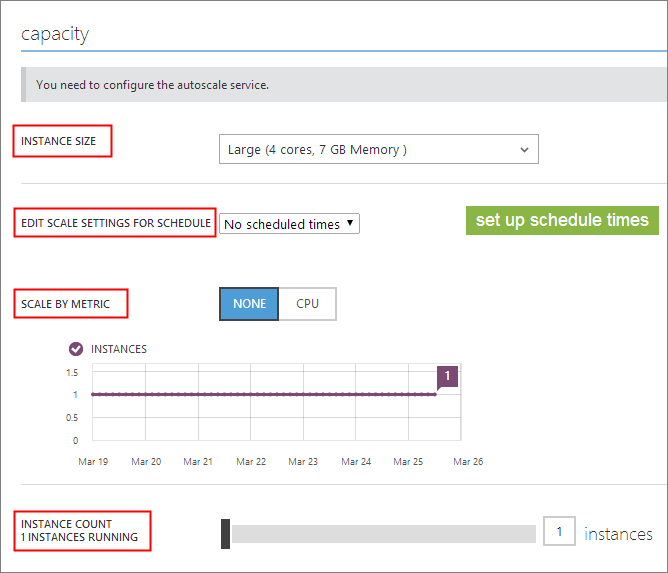 capacity
You need to configure the autoscale service.
INSTANCE SIZE
Large (4 cores, 7 GB Memory )
EDIT SCALE SETTINGS FOR SCHEDULE
No scheduled times
set up schedule times
SCALE BY METRIC
NONE
CPU
INSTANCES
1.5
1
0.5
0
1
Mar 19 Mar 20 Mar 21 Mar 22 Mar 23 Mar 24 Mar 25 Mar 26
INSTANCE COUNT
1 INSTANCES RUNNING
1
instances